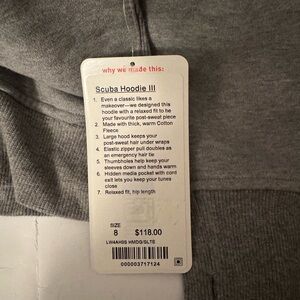 why we made this:
Scuba Hoodie III
1. Even a classic likes a
makeover—we designed this
hoodie with a relaxed fit to be
your favourite post-sweat piece
2. Made with thick, warm Cotton
Fleece
3. Large hood keeps your
post-sweat hair under wraps
4. Elastic zipper pull doubles as
an emergency hair tie
5. Thumbholes help keep your
sleeves down and hands warm
6. Hidden media pocket with cord
exit lets you keep your tunes
close
7. Relaxed fit, hip length
SIZE
8 $118.00
000003717124